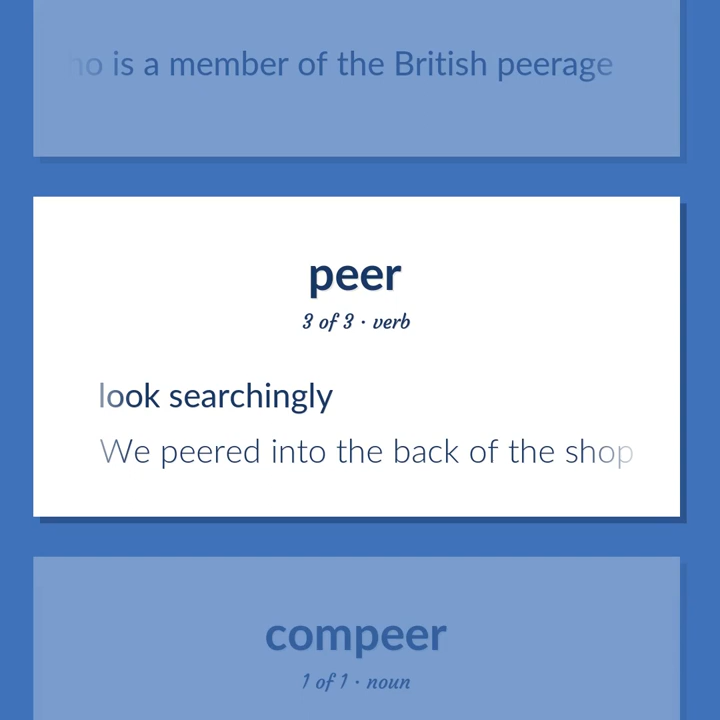 is a member of the British peerage
peer
3 of 3 · verb
look searchingly
We peered into the back of the shop
compeer
1 of 1 · noun